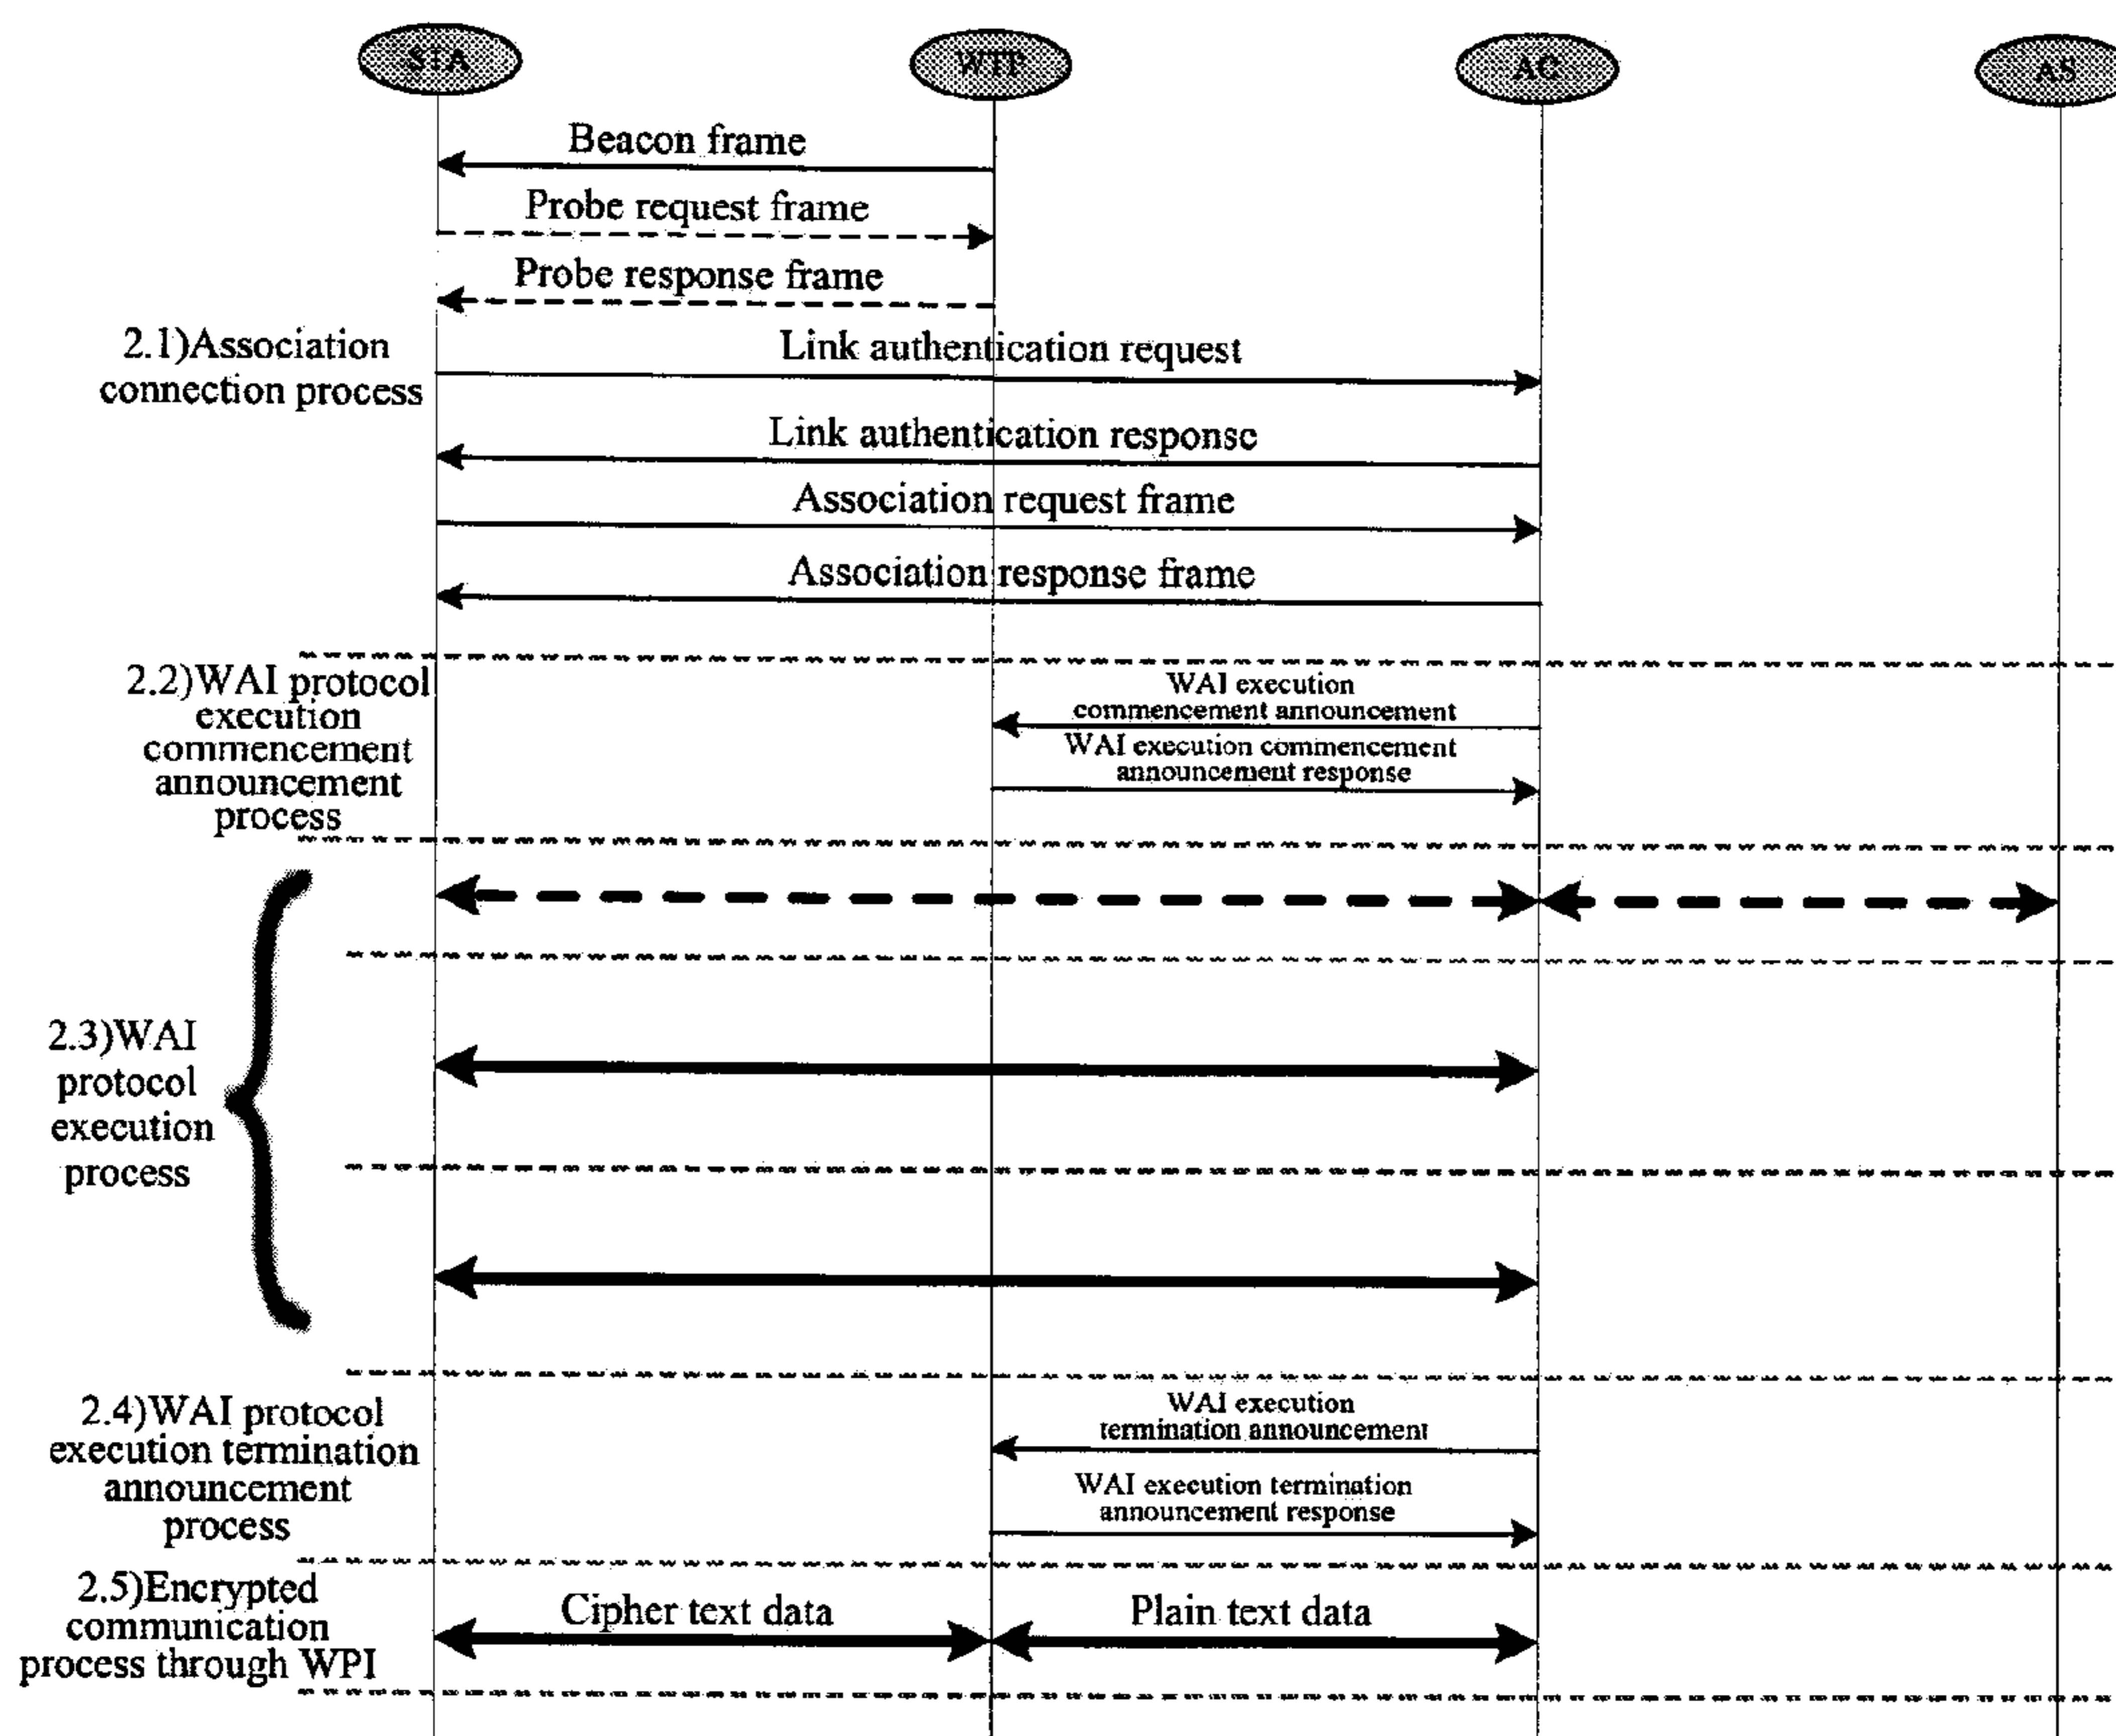 STA
WTP
AC
AS
Beacon frame
Probe request frame
Probe response frame
2.1)Association
connection process
Link authentication request
Link authentication response
Association request frame
Association response frame
2.2)WAI protocol
execution
commencement
announcement
process
WAI execution
commencement announcement
WAI execution commencement
announcement response
2.3)WAI
protocol
execution
process
2.4)WAI protocol
execution termination
announcement
process
WAI execution
termination announcement
WAI execution termination
announcement response
2.5)Encrypted
communication
process through WPI
Cipher text data
Plain text data